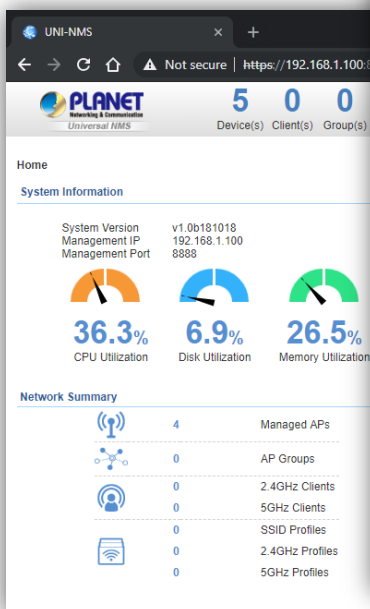 UNI-NMS
Not secure | https://192.168.1.100:8
PLANET
Networking & Communication
Universal NMS
5 0 0
Device(s) Client(s) Group(s)
Home
System Information
System Version v1.0b181018
Management IP 192.168.1.100
Management Port 8888
36.3% 6.9% 26.5%
CPU Utilization Disk Utilization Memory Utilization
Network Summary
4 Managed APs
0 AP Groups
0 2.4GHz Clients
0 5GHz Clients
0 SSID Profiles
0 2.4GHz Profiles
0 5GHz Profiles